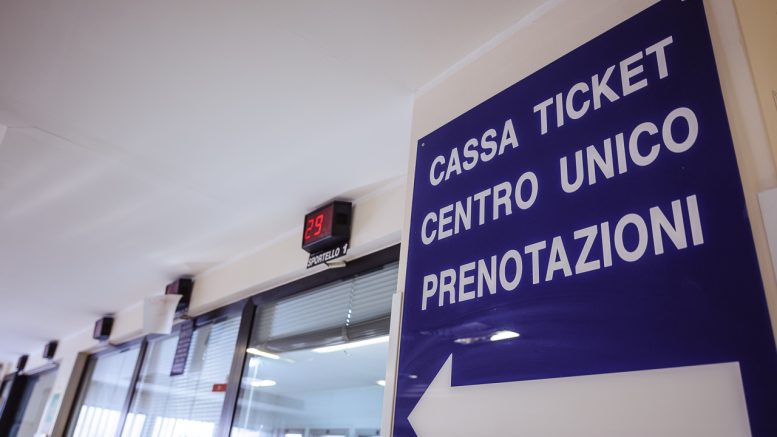 CASSA TICKET
CENTRO UNICO
PRENOTAZIONI
29
SPORTELLO 1